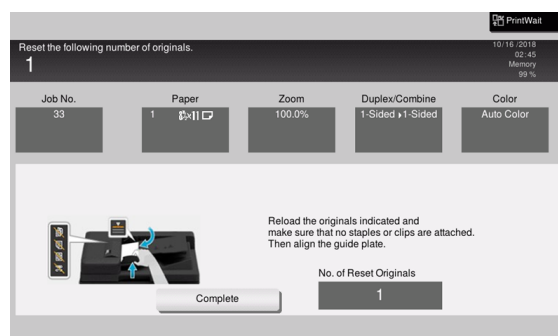 PrintWait
Reset the following number of originals.
1
10/16 /2018
02:45
Memory
99 %
Job No.
33
Paper
1 8½×11
Zoom
100.0%
Duplex/Combine
1-Sided ▸1-Sided
Color
Auto Color
Reload the originals indicated and
make sure that no staples or clips are attached.
Then align the guide plate.
No. of Reset Originals
1
Complete